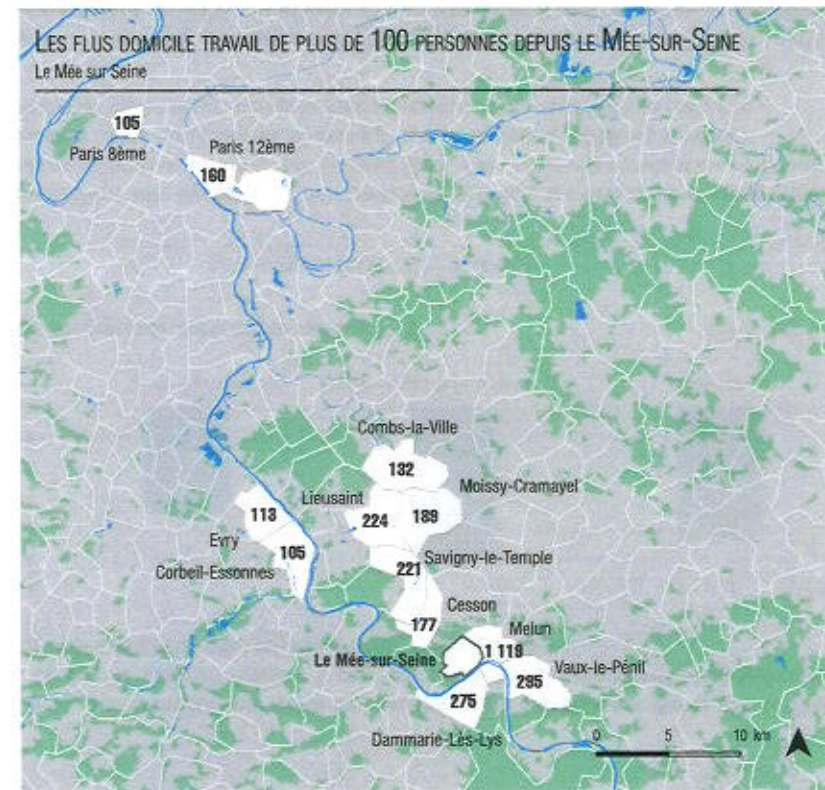 LES FLUS DOMICILE TRAVAIL DE PLUS DE 100 PERSONNES DEPUIS LE MÉE-SUR-SEINE
Le Mée sur Seine
105
Paris 8ème
Paris 12ème
160
Combs-la-Ville
132
Moissy-Cramayel
Lieusaint
224
189
113
Evry
105
Corbeil-Essonnes
Savigny-le-Temple
221
Cesson
177
Melun
1 118
Le Mée-sur-Seine
Vaux-le-Pénil
295
275
Dammarie-Les-Lys
0 5 10 km